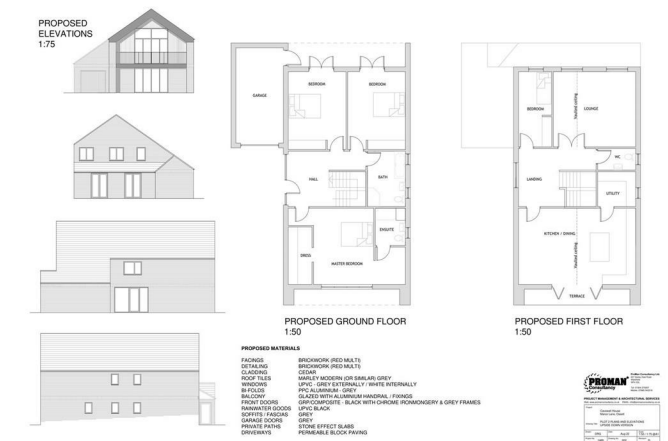 PROPOSED
ELEVATIONS
1:75
GARAGE
BEDROOM
BEDROOM
HALL
BATH
ENSUITE
DRESS
MASTER BEDROOM
PROPOSED GROUND FLOOR
1:50
BEDROOM
Vaulted ceiling
LOUNGE
WC
LANDING
UTILITY
KITCHEN / DINING
Vaulted ceiling
TERRACE
PROPOSED FIRST FLOOR
1:50
PROPOSED MATERIALS
FACINGS BRICKWORK (RED MULTI)
DETAILING BRICKWORK (RED MULTI)
CLADDING CEDAR
ROOF TILES MARLEY MODERN (OR SIMILAR) GREY
WINDOWS UPVC - GREY EXTERNALLY / WHITE INTERNALLY
BI-FOLDS PPC ALUMINIUM - GREY
BALCONY GLAZED WITH ALUMINIUM HANDRAIL / FIXINGS
FRONT DOORS GRP/COMPOSITE - BLACK WITH CHROME IRONMONGERY & GREY FRAMES
RAINWATER GOODS UPVC BLACK
SOFFITS / FASCIAS GREY
GARAGE DOORS GREY
PRIVATE PATHS STONE EFFECT SLABS
DRIVEWAYS PERMEABLE BLOCK PAVING
PROMAN
Consultancy
PROJECT MANAGEMENT & ARCHITECTURAL SERVICES